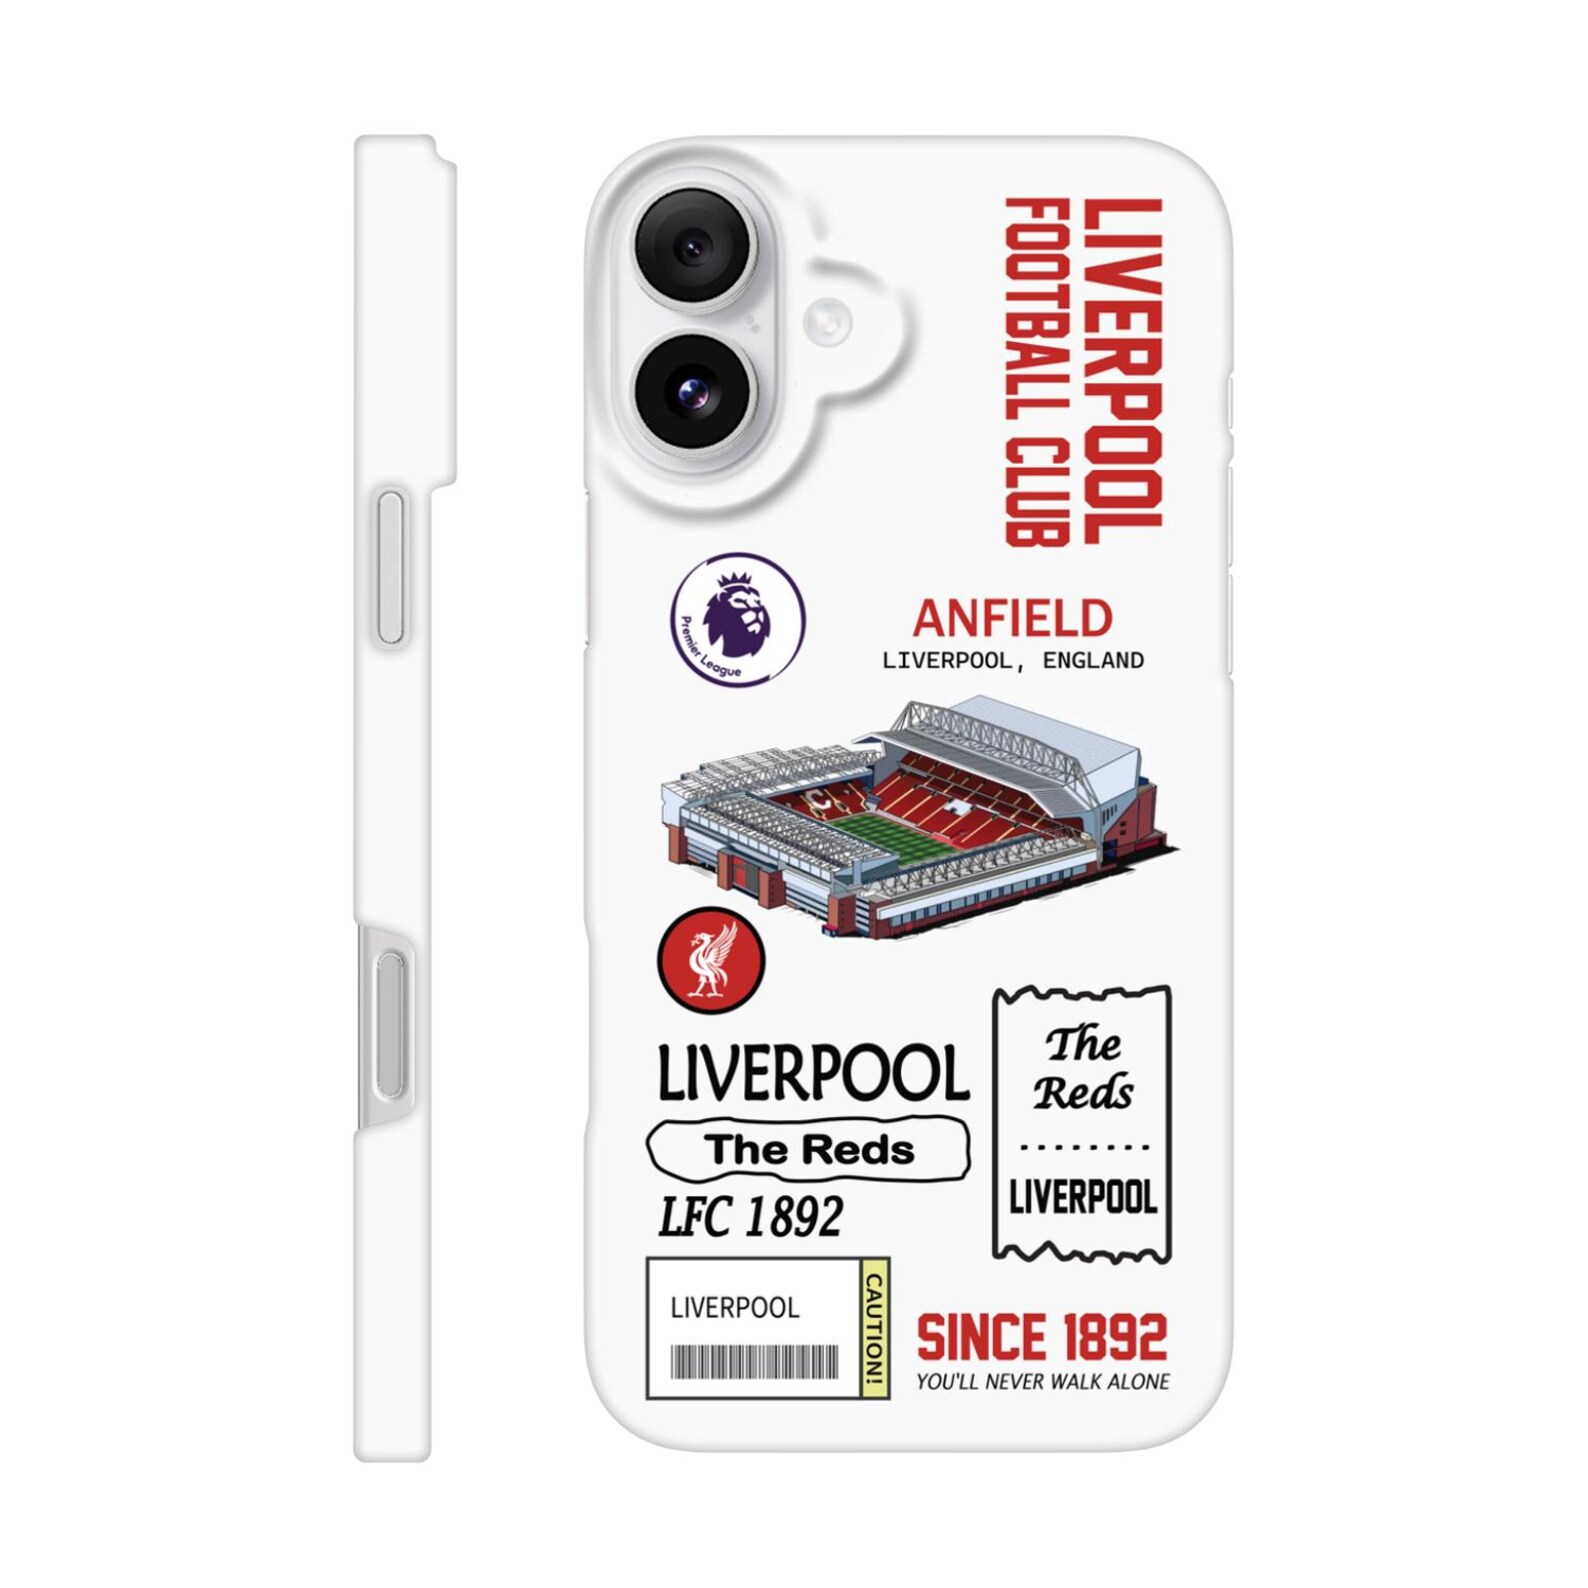 LIVERPOOL
FOOTBALL CLUB
Premier League
ANFIELD
LIVERPOOL, ENGLAND
LIVERPOOL
The Reds
LFC 1892
The
Reds
LIVERPOOL
LIVERPOOL
CAUTION!
SINCE 1892
YOU'LL NEVER WALK ALONE